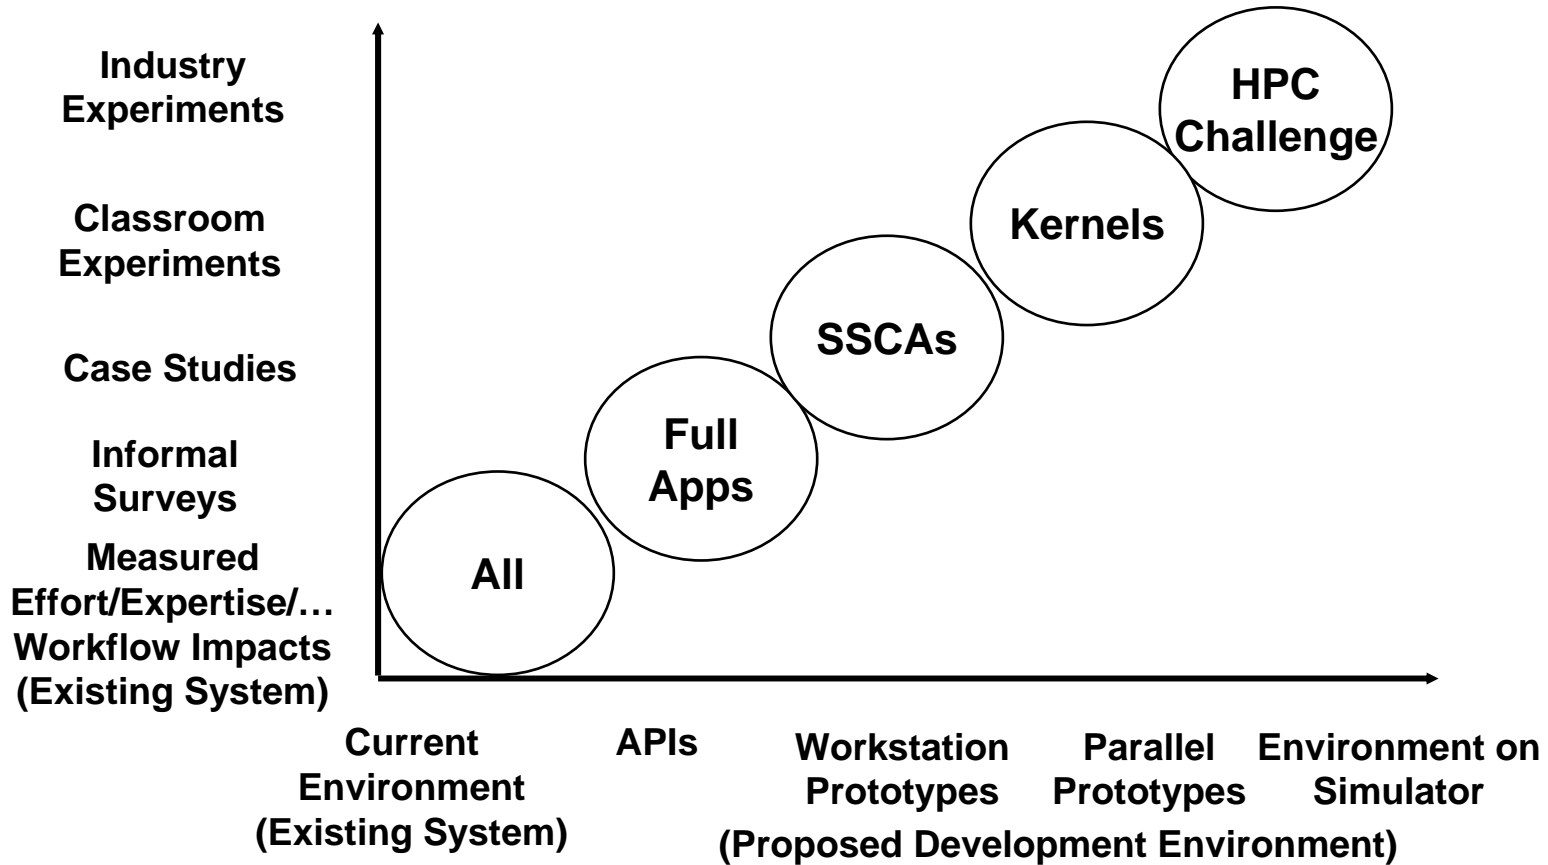 Industry
Experiments
Classroom
Experiments
Case Studies
Informal
Surveys
Measured
Effort/Expertise/…
Workflow Impacts
(Existing System)
HPC
Challenge
Kernels
SSCAs
Full
Apps
All
Current
Environment
(Existing System)
APIs
Workstation
Prototypes
Parallel
Prototypes
Environment on
Simulator
(Proposed Development Environment)